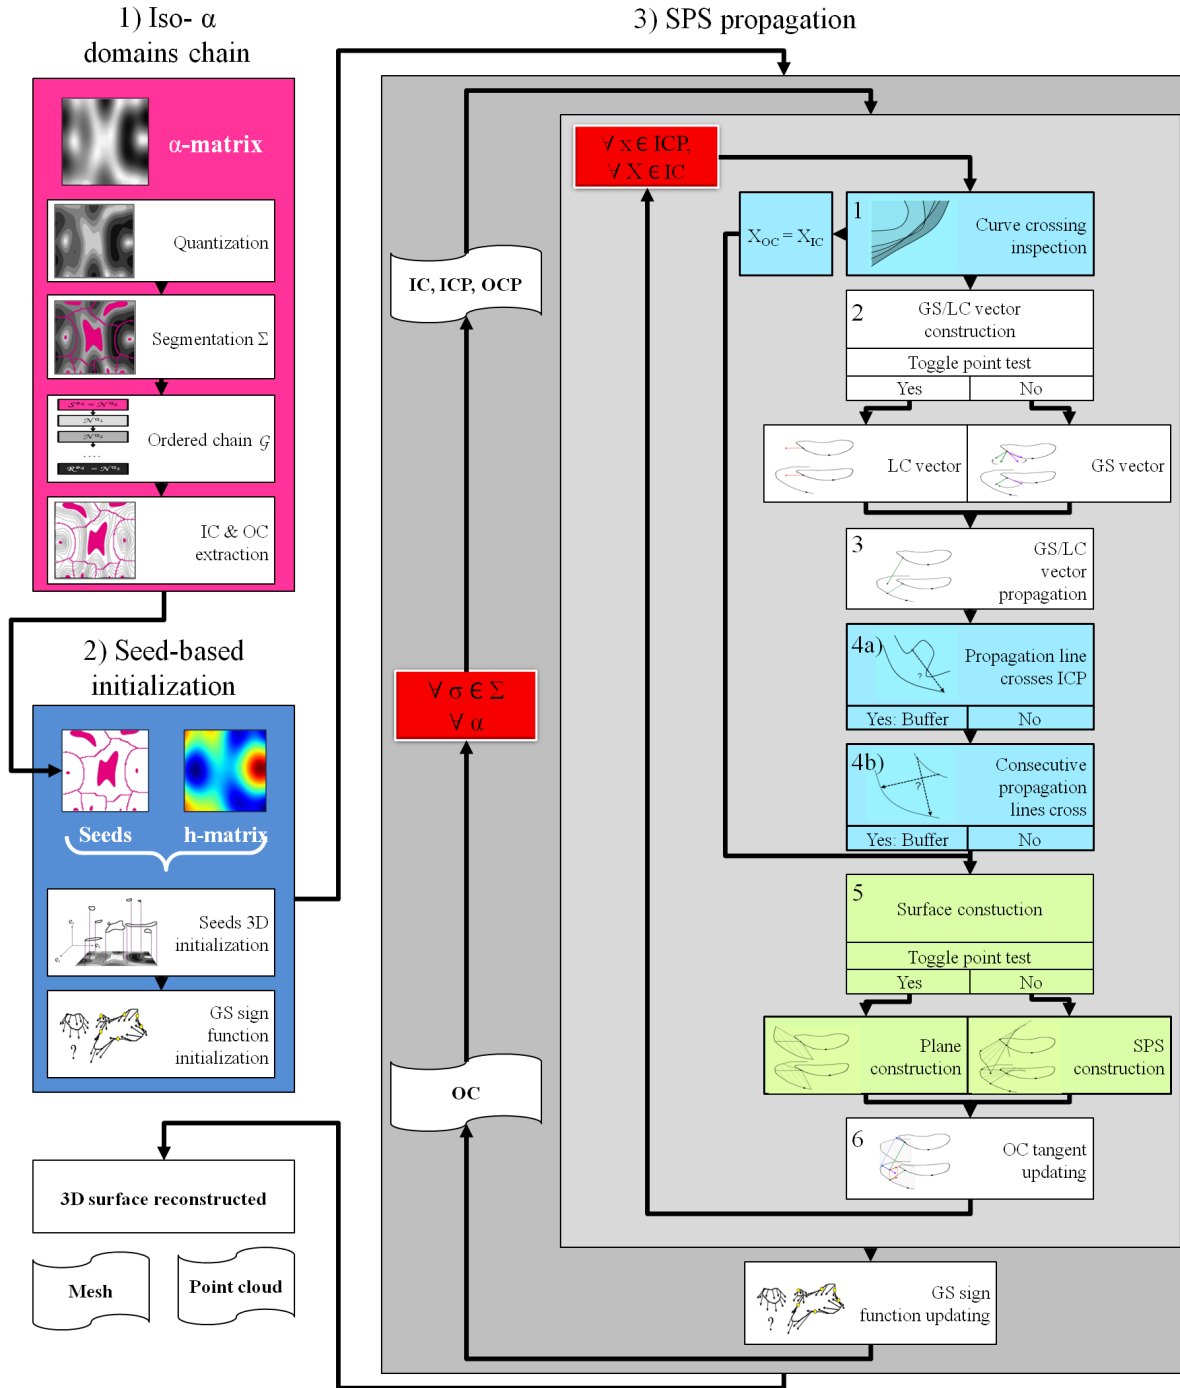 1) Iso- α
domains chain
α-matrix
Quantization
Segmentation Σ
Ordered chain 𝒢
IC & OC
extraction
2) Seed-based
initialization
Seeds
h-matrix
Seeds 3D
initialization
?
GS sign
function
initialization
3D surface reconstructed
Mesh
Point cloud
3) SPS propagation
IC, ICP, OCP
∀ σ ∈ Σ
∀ α
OC
∀ x ∈ ICP,
∀ X ∈ IC
X_OC = X_IC
1
Curve crossing
inspection
2
GS/LC vector
construction
Toggle point test
Yes
No
LC vector
GS vector
3
GS/LC
vector
propagation
4a)
?
Propagation line
crosses ICP
Yes: Buffer
No
4b)
?
Consecutive
propagation
lines cross
Yes: Buffer
No
5
Surface constuction
Toggle point test
Yes
No
Plane
construction
SPS
construction
6
OC tangent
updating
?
GS sign
function updating